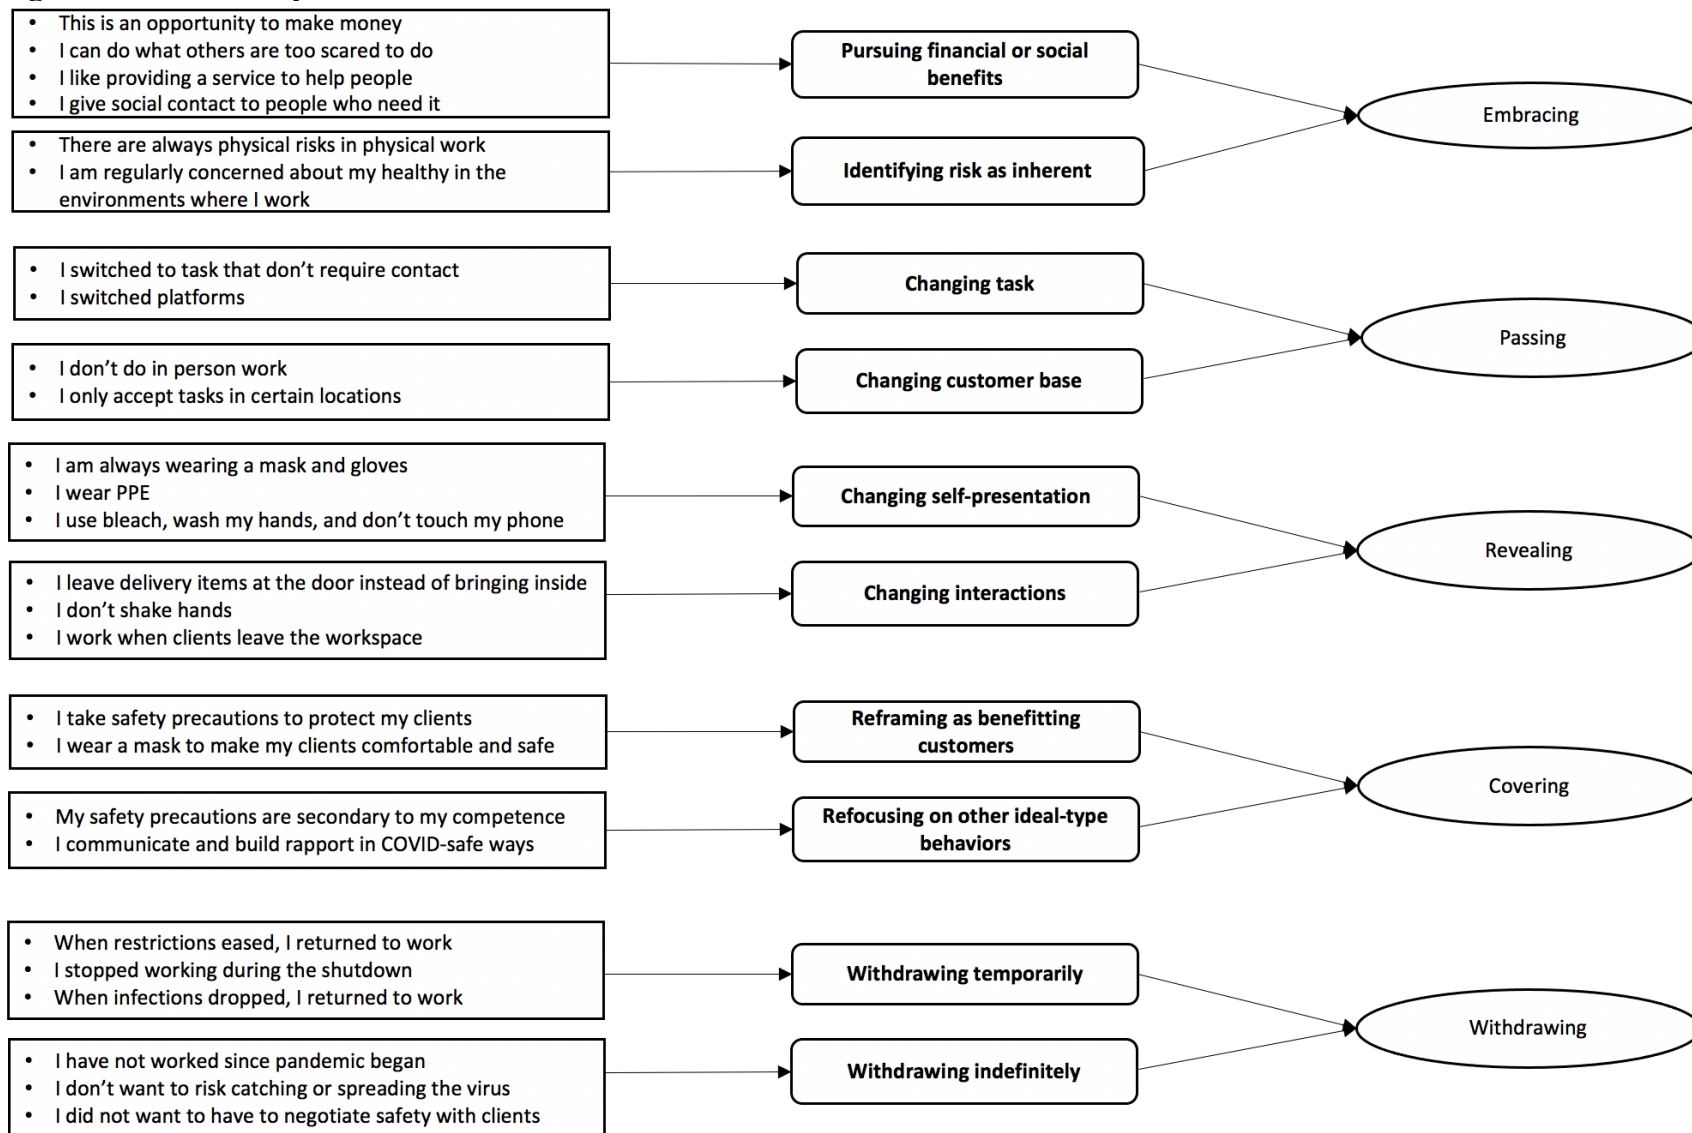 • This is an opportunity to make money
• I can do what others are too scared to do
• I like providing a service to help people
• I give social contact to people who need it
Pursuing financial or social
benefits
• There are always physical risks in physical work
• I am regularly concerned about my healthy in the
environments where I work
Identifying risk as inherent
Embracing
• I switched to task that don't require contact
• I switched platforms
Changing task
• I don't do in person work
• I only accept tasks in certain locations
Changing customer base
Passing
• I am always wearing a mask and gloves
• I wear PPE
• I use bleach, wash my hands, and don't touch my phone
Changing self-presentation
• I leave delivery items at the door instead of bringing inside
• I don't shake hands
• I work when clients leave the workspace
Changing interactions
Revealing
• I take safety precautions to protect my clients
• I wear a mask to make my clients comfortable and safe
Reframing as benefitting
customers
• My safety precautions are secondary to my competence
• I communicate and build rapport in COVID-safe ways
Refocusing on other ideal-type
behaviors
Covering
• When restrictions eased, I returned to work
• I stopped working during the shutdown
• When infections dropped, I returned to work
Withdrawing temporarily
• I have not worked since pandemic began
• I don't want to risk catching or spreading the virus
• I did not want to have to negotiate safety with clients
Withdrawing indefinitely
Withdrawing